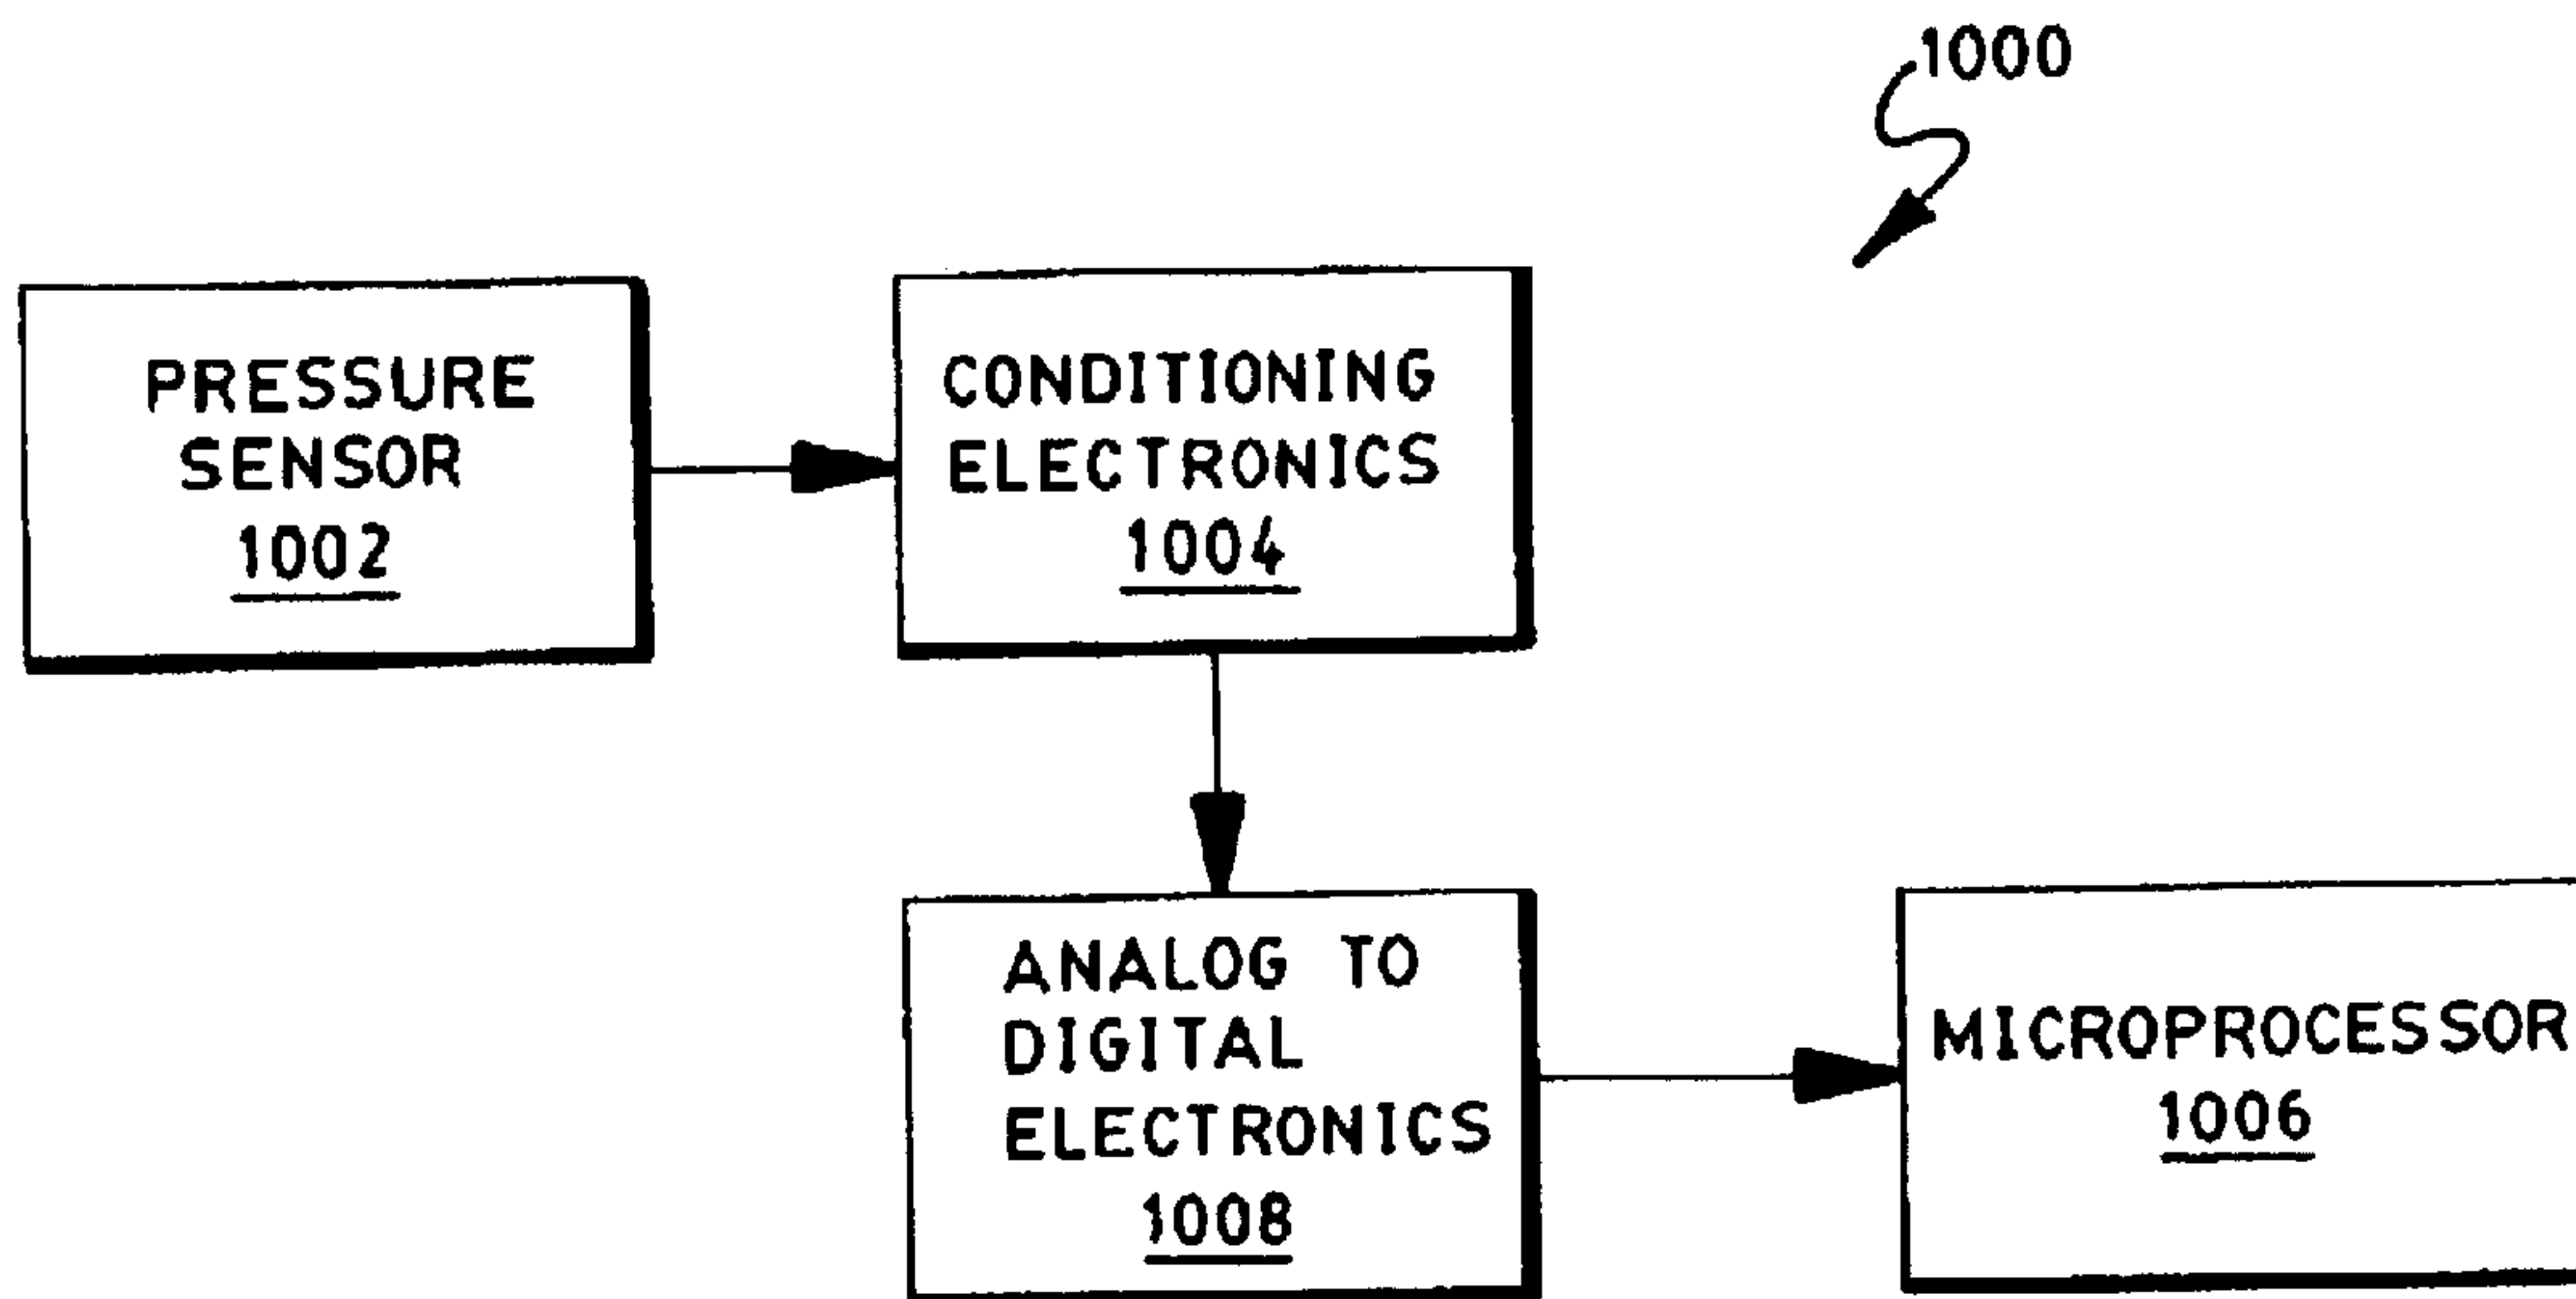 1000
PRESSURE
SENSOR
1002
CONDITIONING
ELECTRONICS
1004
ANALOG TO
DIGITAL
ELECTRONICS
1008
MICROPROCESSOR
1006